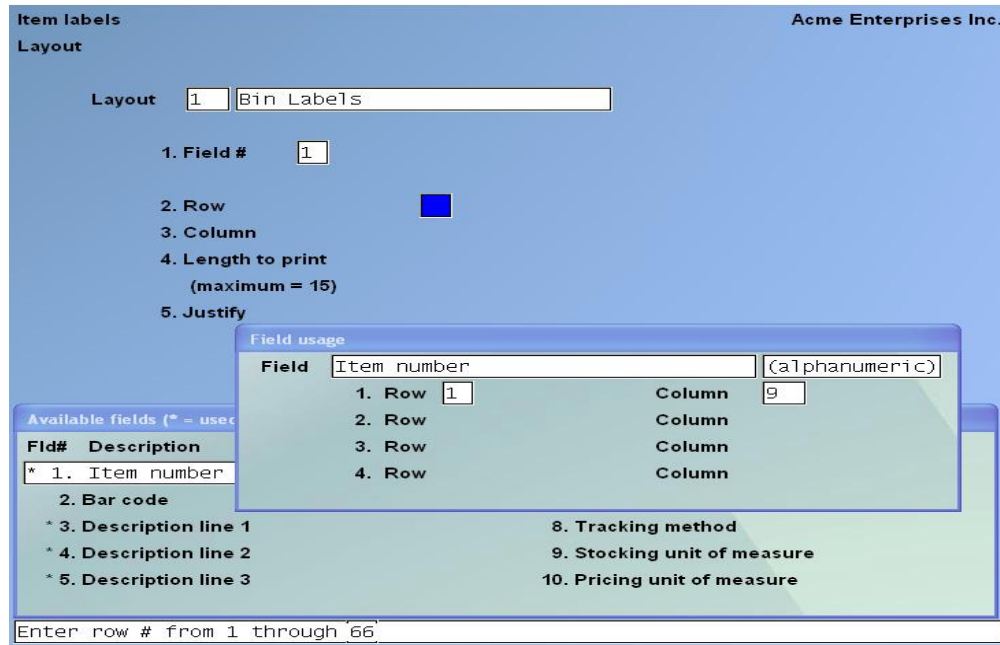 Item labels Acme Enterprises Inc.
Layout
Layout 1 Bin Labels
1. Field # 1
2. Row
3. Column
4. Length to print
(maximum = 15)
5. Justify
Field usage
Field Item number (alphanumeric)
1. Row 1 Column 9
2. Row Column
3. Row Column
4. Row Column
Available fields (* = used
Fld# Description
* 1. Item number
2. Bar code
* 3. Description line 1 8. Tracking method
* 4. Description line 2 9. Stocking unit of measure
* 5. Description line 3 10. Pricing unit of measure
Enter row # from 1 through 66